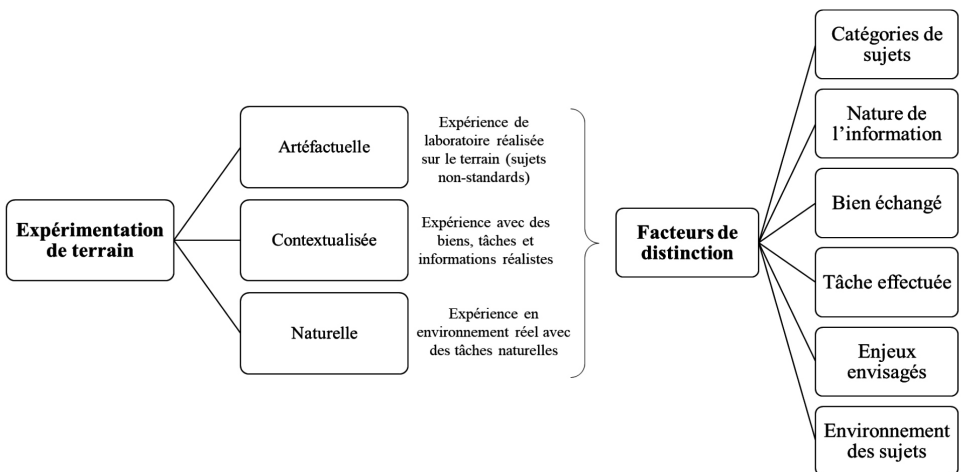 Expérimentation
de terrain
Artéfactuelle
Expérience de
laboratoire réalisée
sur le terrain (sujets
non-standards)
Contextualisée
Expérience avec des
biens, tâches et
informations réalistes
Naturelle
Expérience en
environnement réel avec
des tâches naturelles
Facteurs de
distinction
Catégories de
sujets
Nature de
l’information
Bien échangé
Tâche effectuée
Enjeux
envisagés
Environnement
des sujets